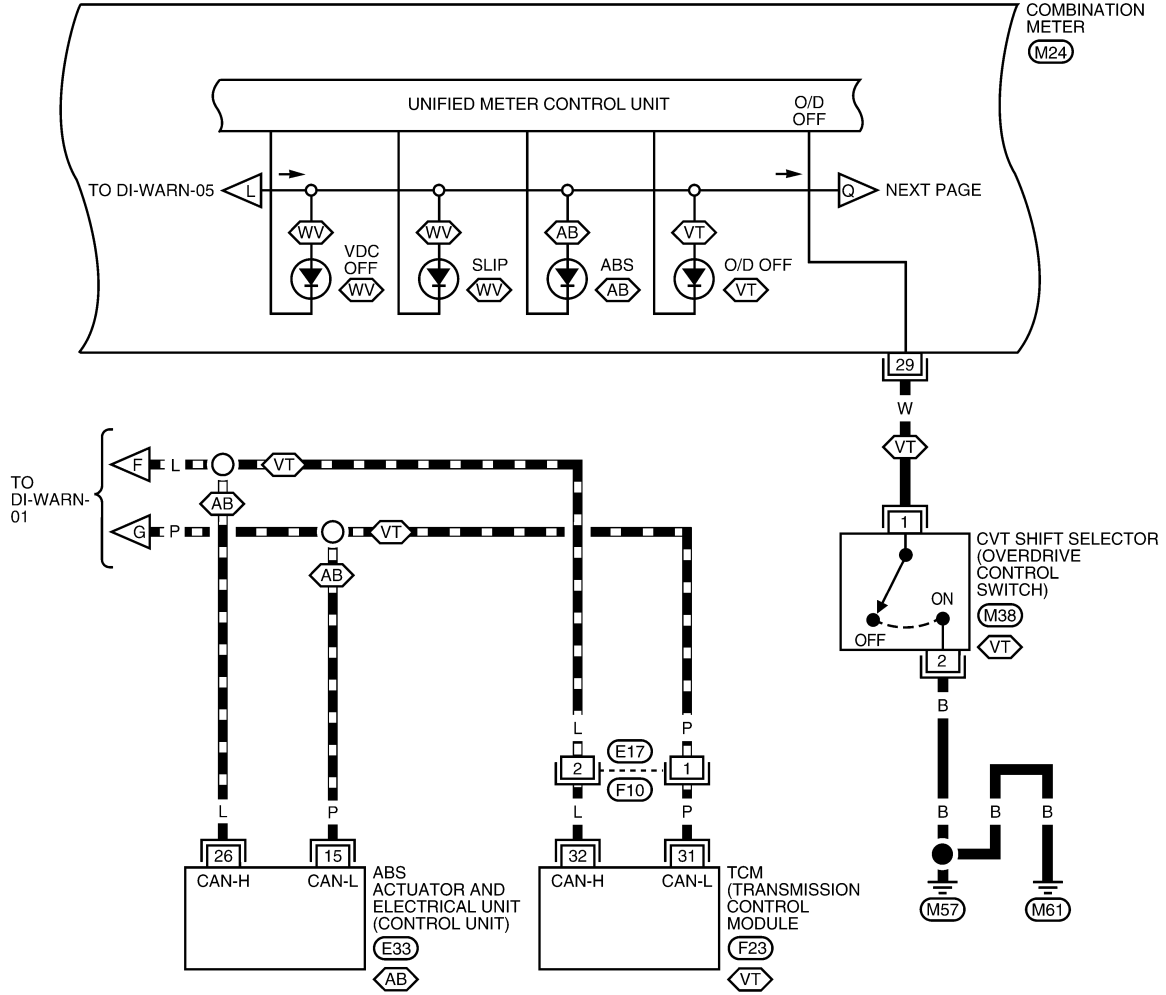 COMBINATION
METER
M24
UNIFIED METER CONTROL UNIT
O/D
OFF
TO DI-WARN-05
L
Q
NEXT PAGE
WV
WV
AB
VT
VDC
OFF
WV
SLIP
WV
ABS
AB
O/D OFF
VT
29
W
VT
TO
DI-WARN-
01
F
L
VT
AB
G
P
VT
AB
1
CVT SHIFT SELECTOR
(OVERDRIVE
CONTROL
SWITCH)
M38
VT
ON
OFF
2
B
L
P
2
E17
1
F10
L
P
L
P
B
B
B
26
15
32
31
CAN-H
CAN-L
ABS
ACTUATOR AND
ELECTRICAL UNIT
(CONTROL UNIT)
E33
AB
CAN-H
CAN-L
TCM
(TRANSMISSION
CONTROL
MODULE
F23
VT
M57
M61